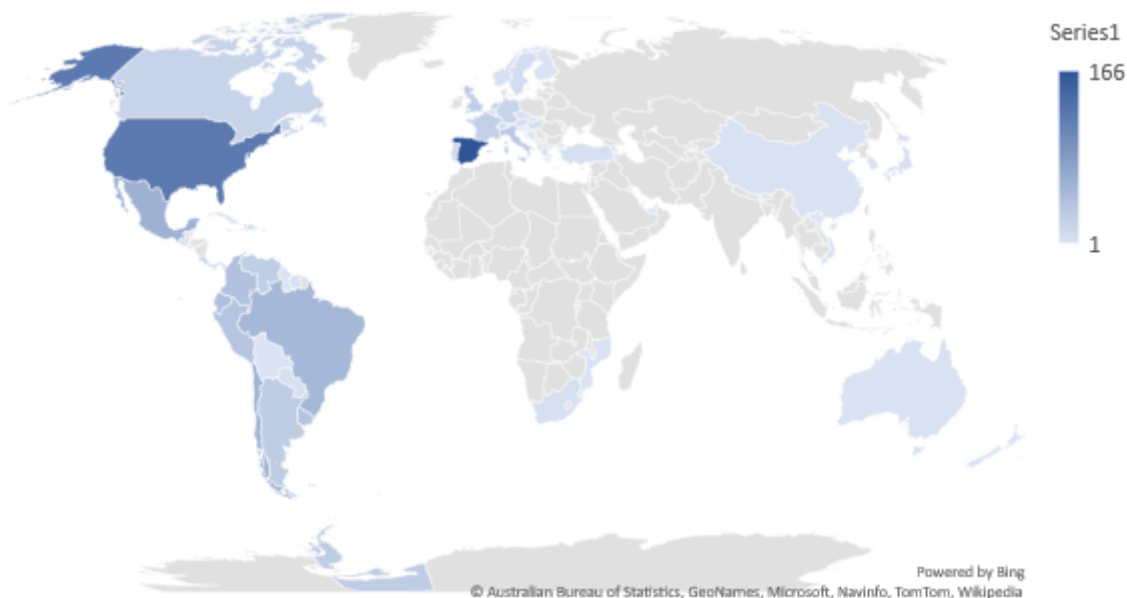 Series1
166
1
Powered by Bing
© Australian Bureau of Statistics, GeoNames, Microsoft, Navinfo, TomTom, Wikipedia